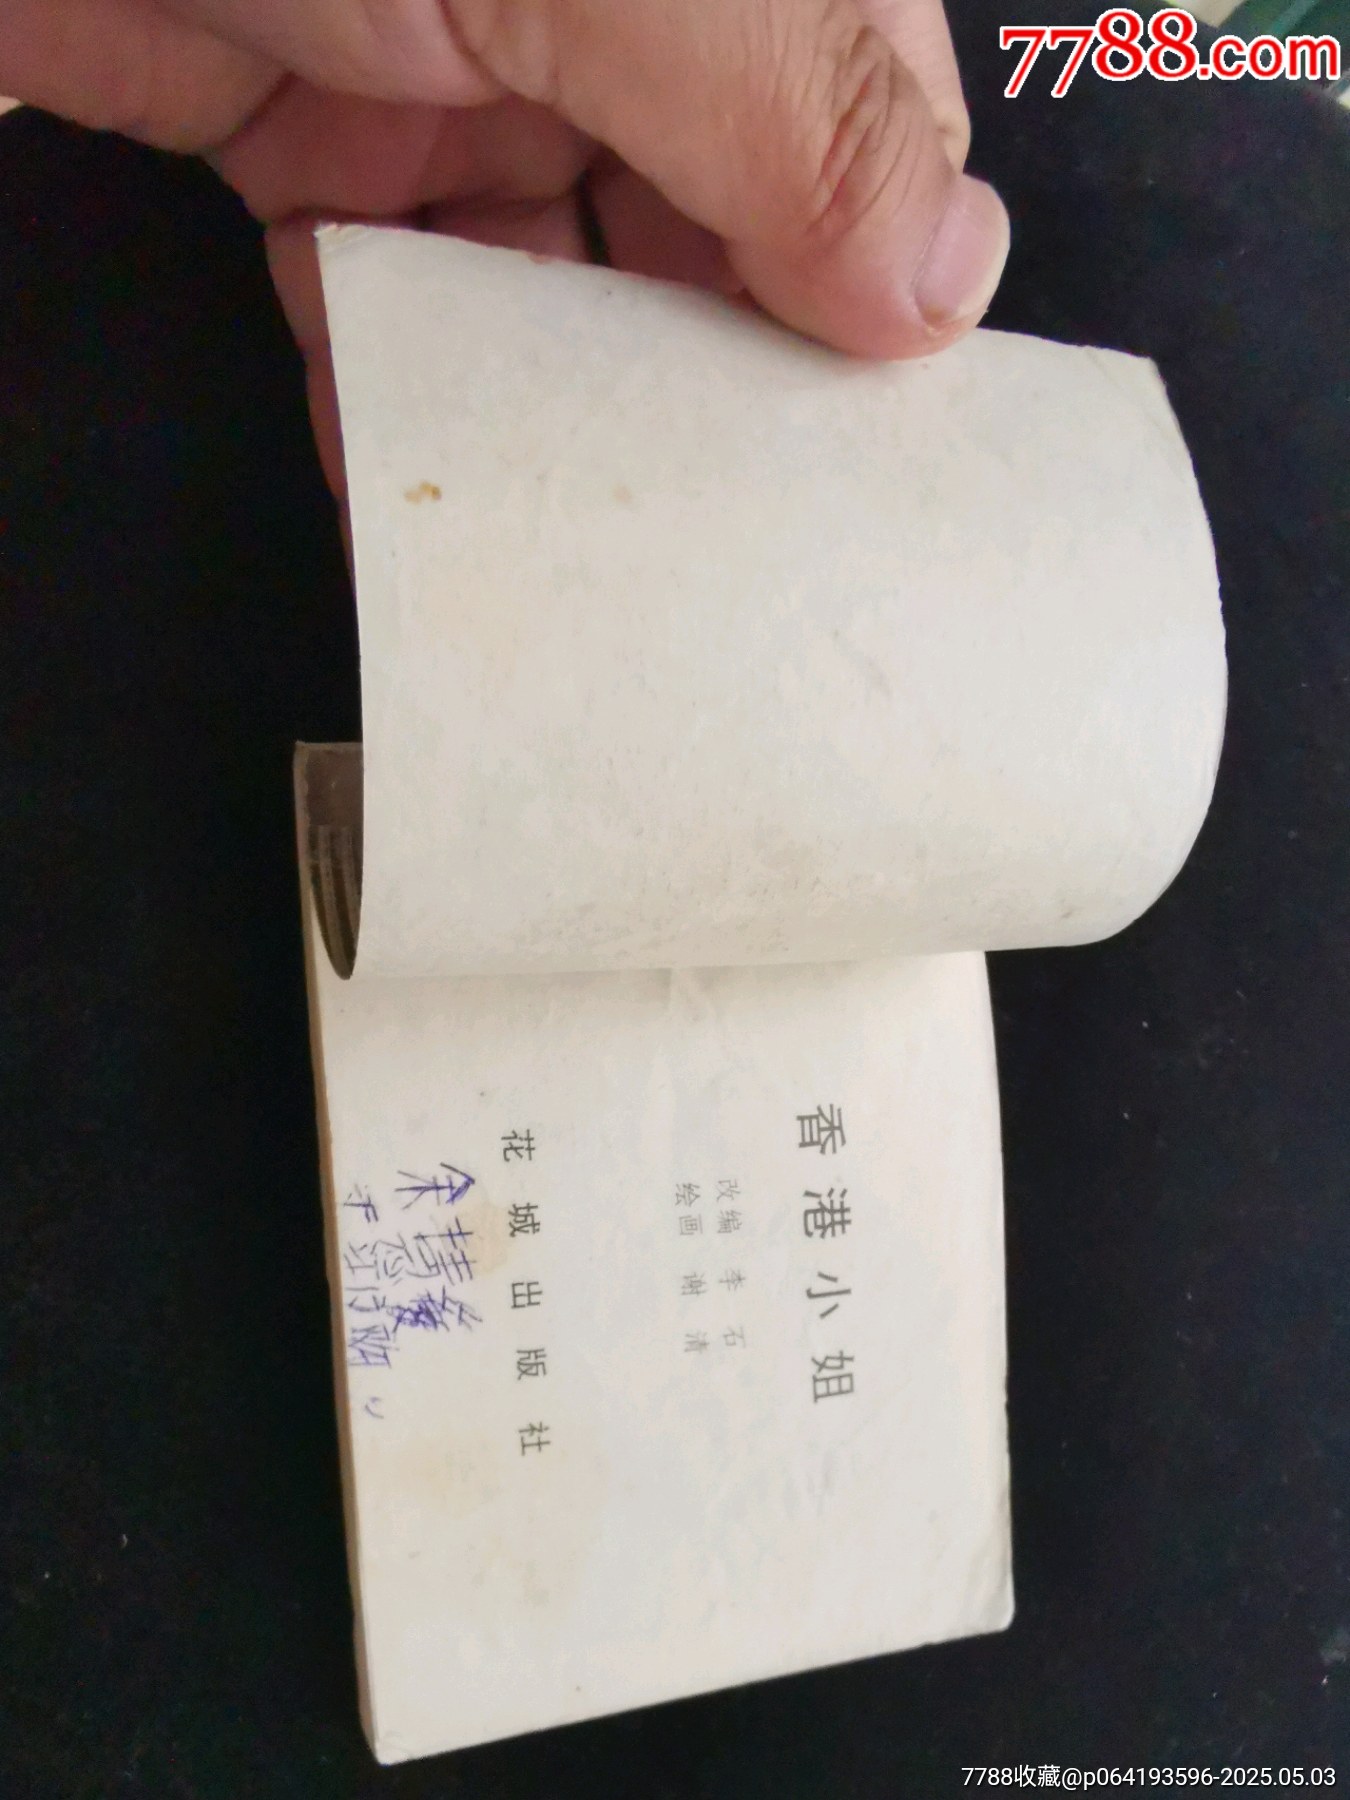 7788.com
香港小姐
改编 李石
绘画 谢清
花城出版社
7788收藏@p064193596-2025.05.03